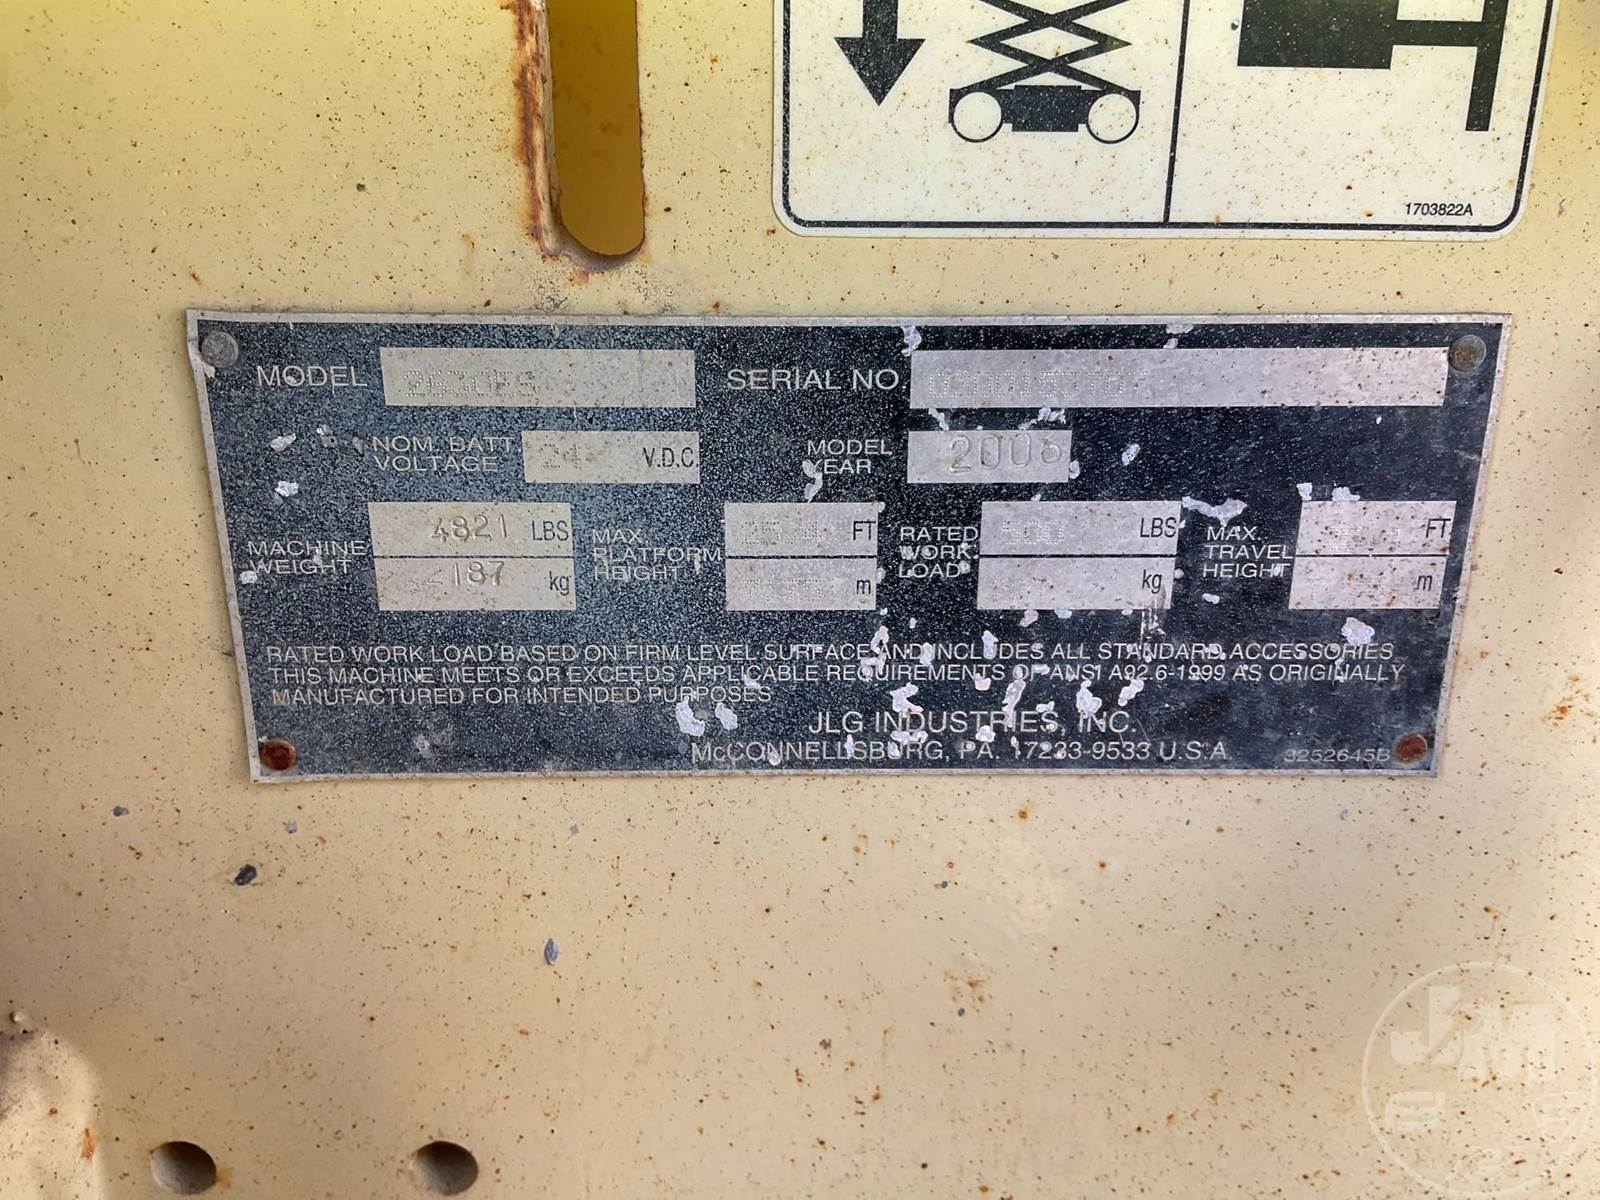 1703822A
MODEL 2630ES SERIAL NO
NOM. BATT VOLTAGE 24 V.D.C. MODEL YEAR 2006
MACHINE WEIGHT 4821 LBS MAX. PLATFORM HEIGHT FT RATED WORK LOAD 500 LBS MAX. TRAVEL HEIGHT FT
2187 kg m kg m
RATED WORK LOAD BASED ON FIRM LEVEL SURFACE AND INCLUDES ALL STANDARD ACCESSORIES
THIS MACHINE MEETS OR EXCEEDS APPLICABLE REQUIREMENTS OF ANSI A92.6-1999 AS ORIGINALLY
MANUFACTURED FOR INTENDED PURPOSES
JLG INDUSTRIES, INC.
McCONNELLSBURG, PA. 17233-9533 U.S.A.
3252645B